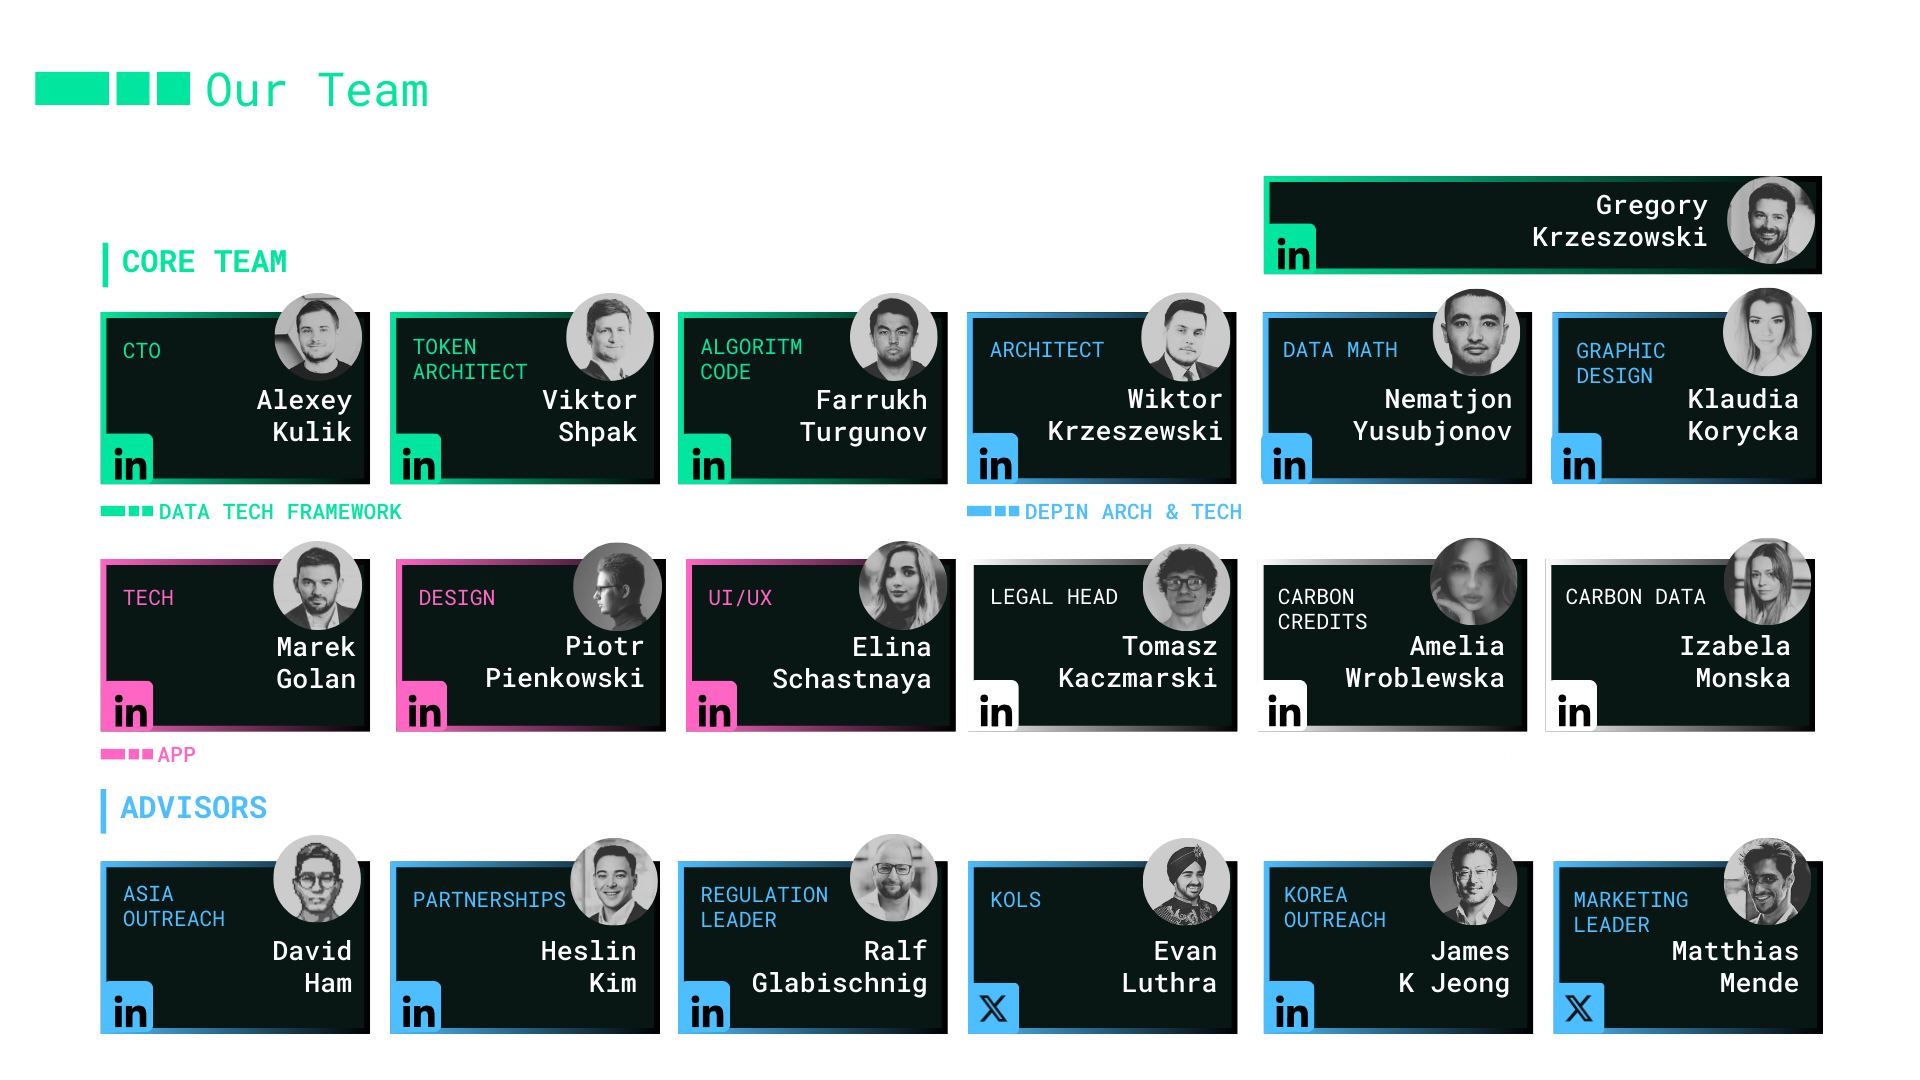 Our Team
Gregory
Krzeszowski
in
CORE TEAM
CTO
Alexey
Kulik
in
TOKEN
ARCHITECT
Viktor
Shpak
in
ALGORITM
CODE
Farrukh
Turgunov
in
ARCHITECT
Wiktor
Krzeszewski
in
DATA MATH
Nematjon
Yusubjonov
in
GRAPHIC
DESIGN
Klaudia
Korycka
in
DATA TECH FRAMEWORK
DEPIN ARCH & TECH
TECH
Marek
Golan
in
DESIGN
Piotr
Pienkowski
in
UI/UX
Elina
Schastnaya
in
LEGAL HEAD
Tomasz
Kaczmarski
in
CARBON
CREDITS
Amelia
Wroblewska
in
CARBON DATA
Izabela
Monska
in
APP
ADVISORS
ASIA
OUTREACH
David
Ham
in
PARTNERSHIPS
Heslin
Kim
in
REGULATION
LEADER
Ralf
Glabischnig
in
KOLS
Evan
Luthra
X
KOREA
OUTREACH
James
K Jeong
in
MARKETING
LEADER
Matthias
Mende
X